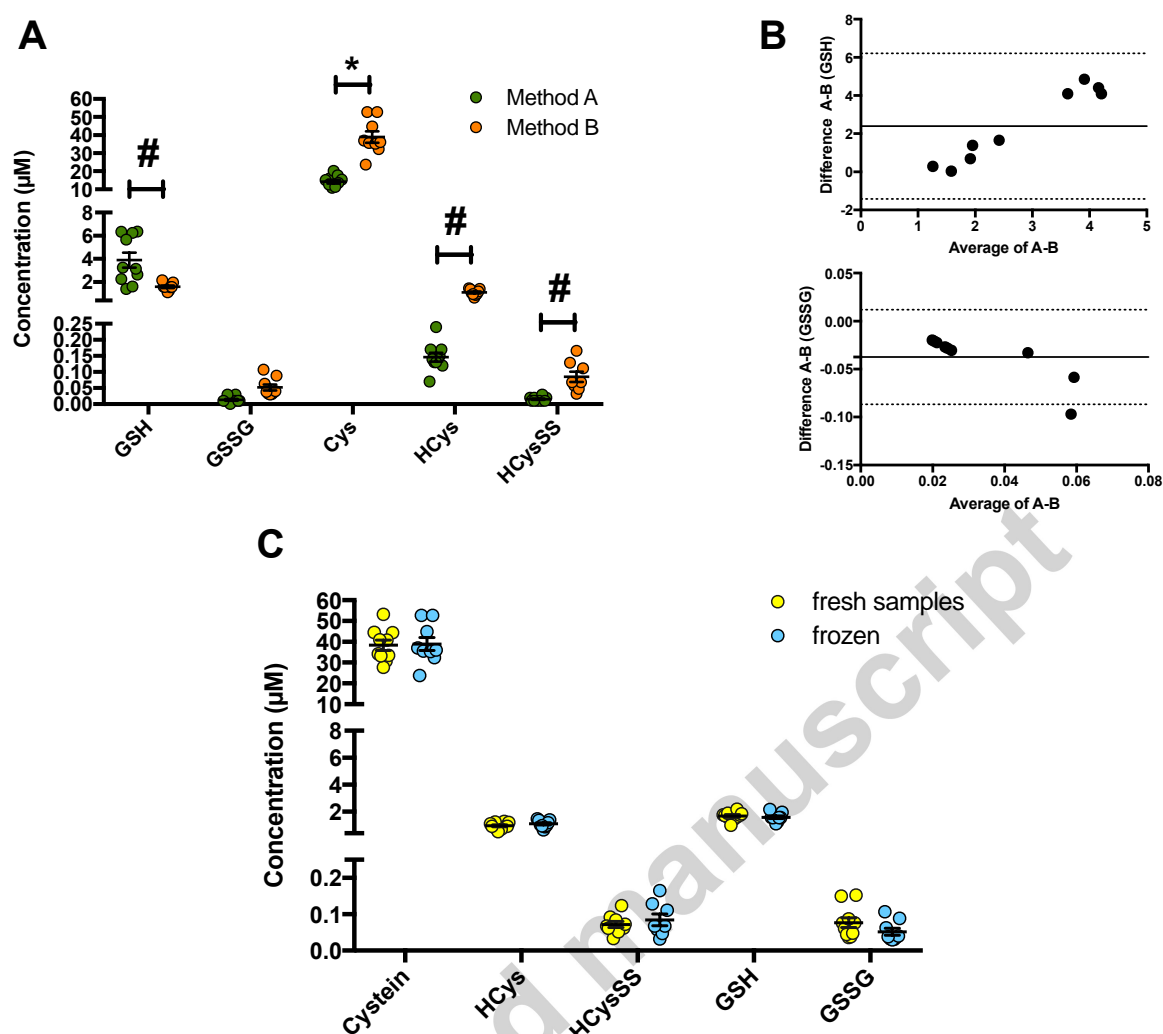 A
Concentration (µM)
60
50
40
30
20
10
8
6
4
2
0.25
0.20
0.15
0.10
0.05
0.00
#
*
#
#
Method A
Method B
GSH
GSSG
Cys
HCys
HCysSS
B
Difference A-B (GSH)
8
6
4
2
0
-2
0 1 2 3 4 5
Average of A-B
Difference A-B (GSSG)
0.05
0.00
-0.05
-0.10
-0.15
0.00 0.02 0.04 0.06 0.08
Average of A-B
C
Concentration (µM)
60
50
40
30
20
10
8
6
4
2
0.2
0.1
0.0
fresh samples
frozen
Cystein
HCys
HCysSS
GSH
GSSG
d manuscript